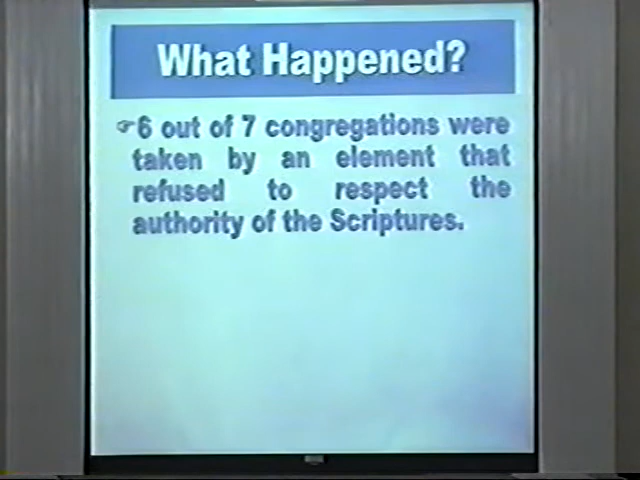 What Happened?
☞6 out of 7 congregations were
taken by an element that
refused to respect the
authority of the Scriptures.